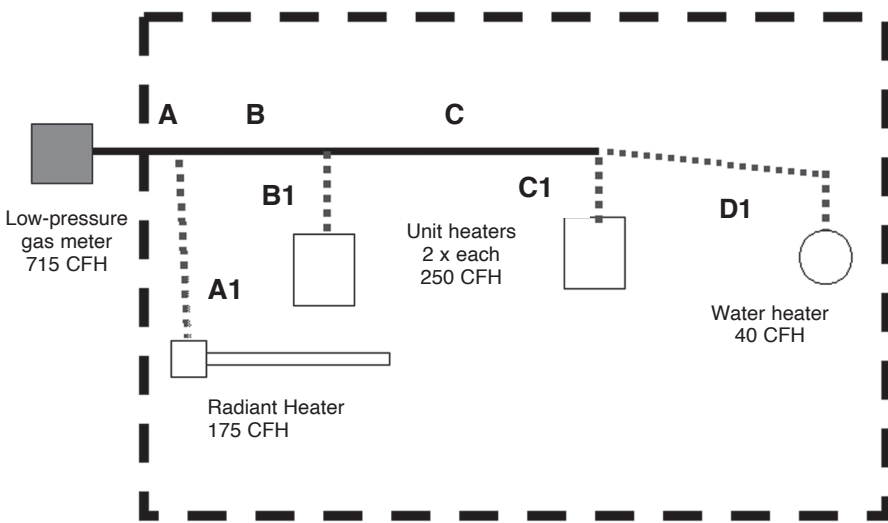 A
B
C
B1
C1
D1
A1
Low-pressure
gas meter
715 CFH
Unit heaters
2 x each
250 CFH
Water heater
40 CFH
Radiant Heater
175 CFH